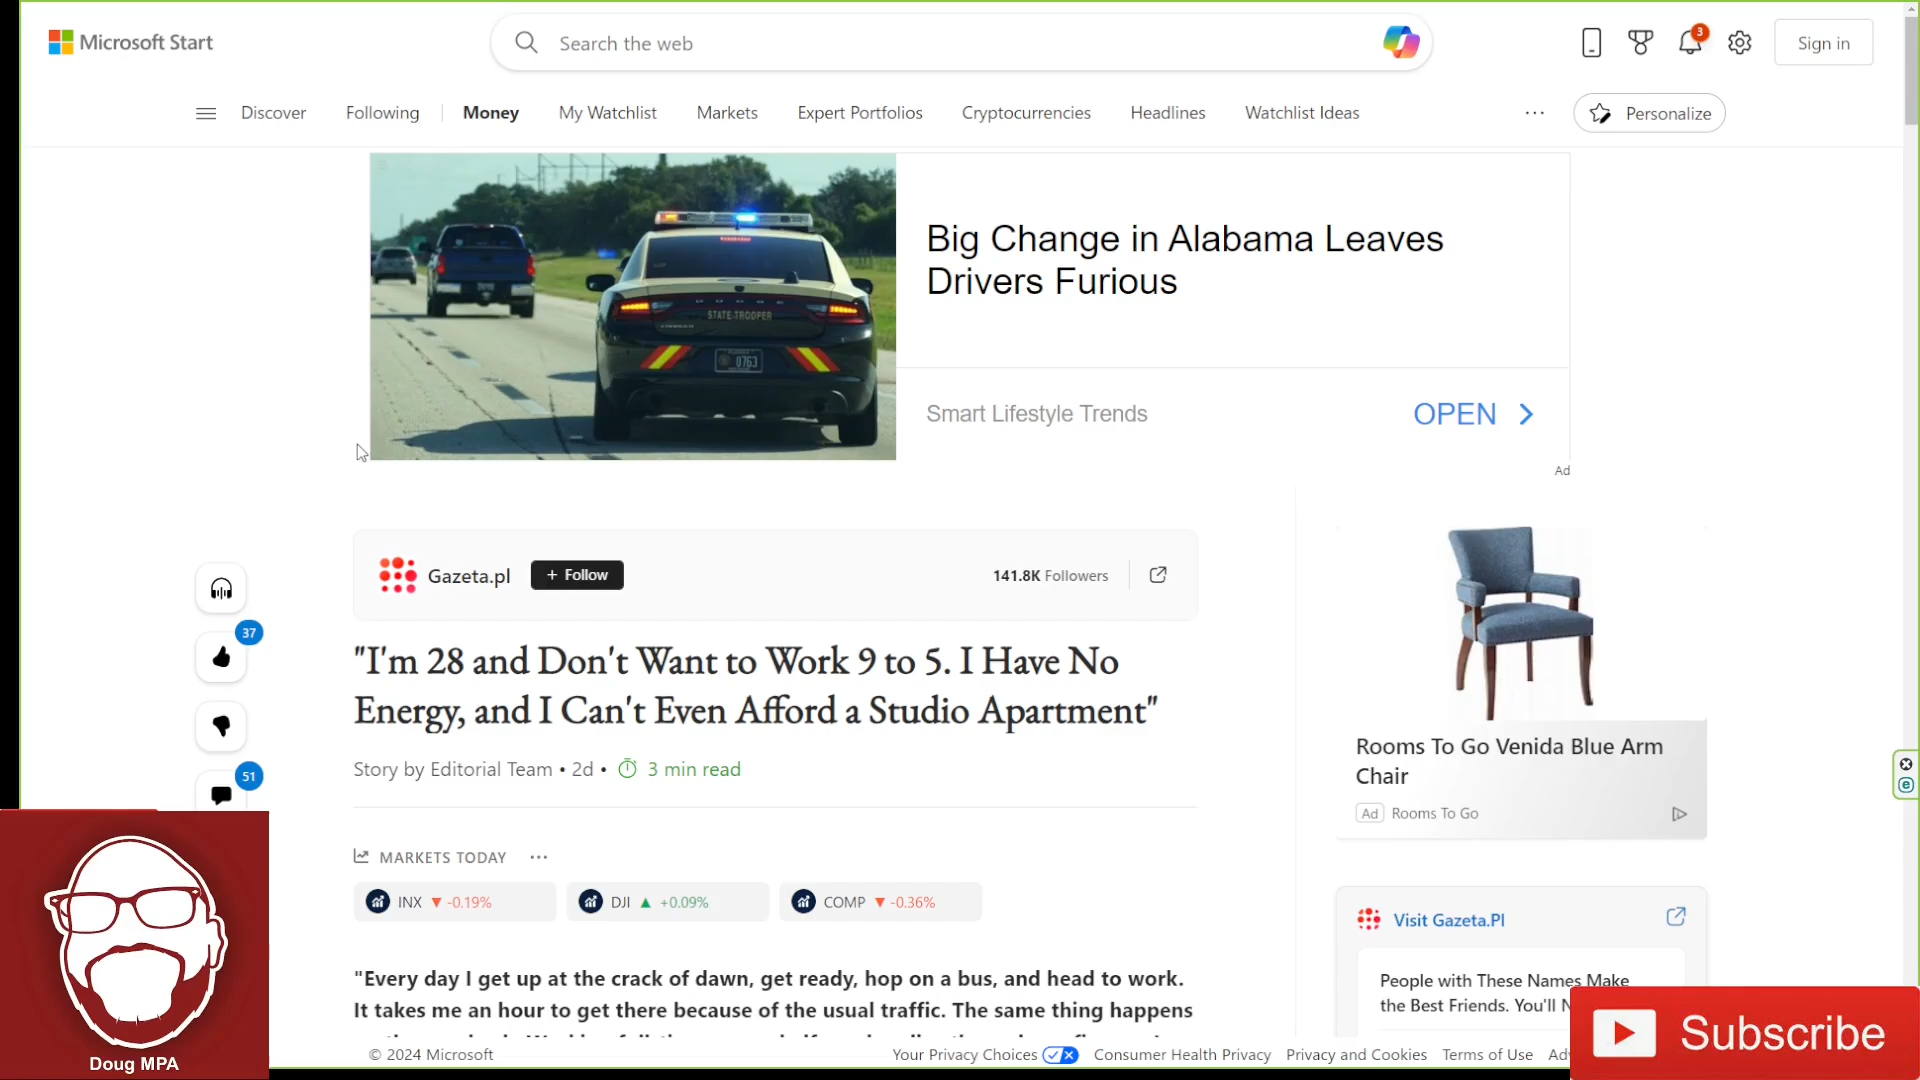 Microsoft Start
Search the web
3
Sign in
Discover
Following
Money
My Watchlist
Markets
Expert Portfolios
Cryptocurrencies
Headlines
Watchlist Ideas
Personalize
DODGE
STATE TROOPER
0763
Big Change in Alabama Leaves
Drivers Furious
Smart Lifestyle Trends
OPEN
Ad
Gazeta.pl
+ Follow
141.8K Followers
37
51
"I'm 28 and Don't Want to Work 9 to 5. I Have No
Energy, and I Can't Even Afford a Studio Apartment"
Story by Editorial Team • 2d • 3 min read
MARKETS TODAY
INX ▼ -0.19%
DJI ▲ +0.09%
COMP ▼ -0.36%
"Every day I get up at the crack of dawn, get ready, hop on a bus, and head to work.
It takes me an hour to get there because of the usual traffic. The same thing happens
Rooms To Go Venida Blue Arm
Chair
Ad Rooms To Go
Visit Gazeta.Pl
People with These Names Make
the Best Friends. You'll N
© 2024 Microsoft
Your Privacy Choices
Consumer Health Privacy
Privacy and Cookies
Terms of Use
Doug MPA
Subscribe